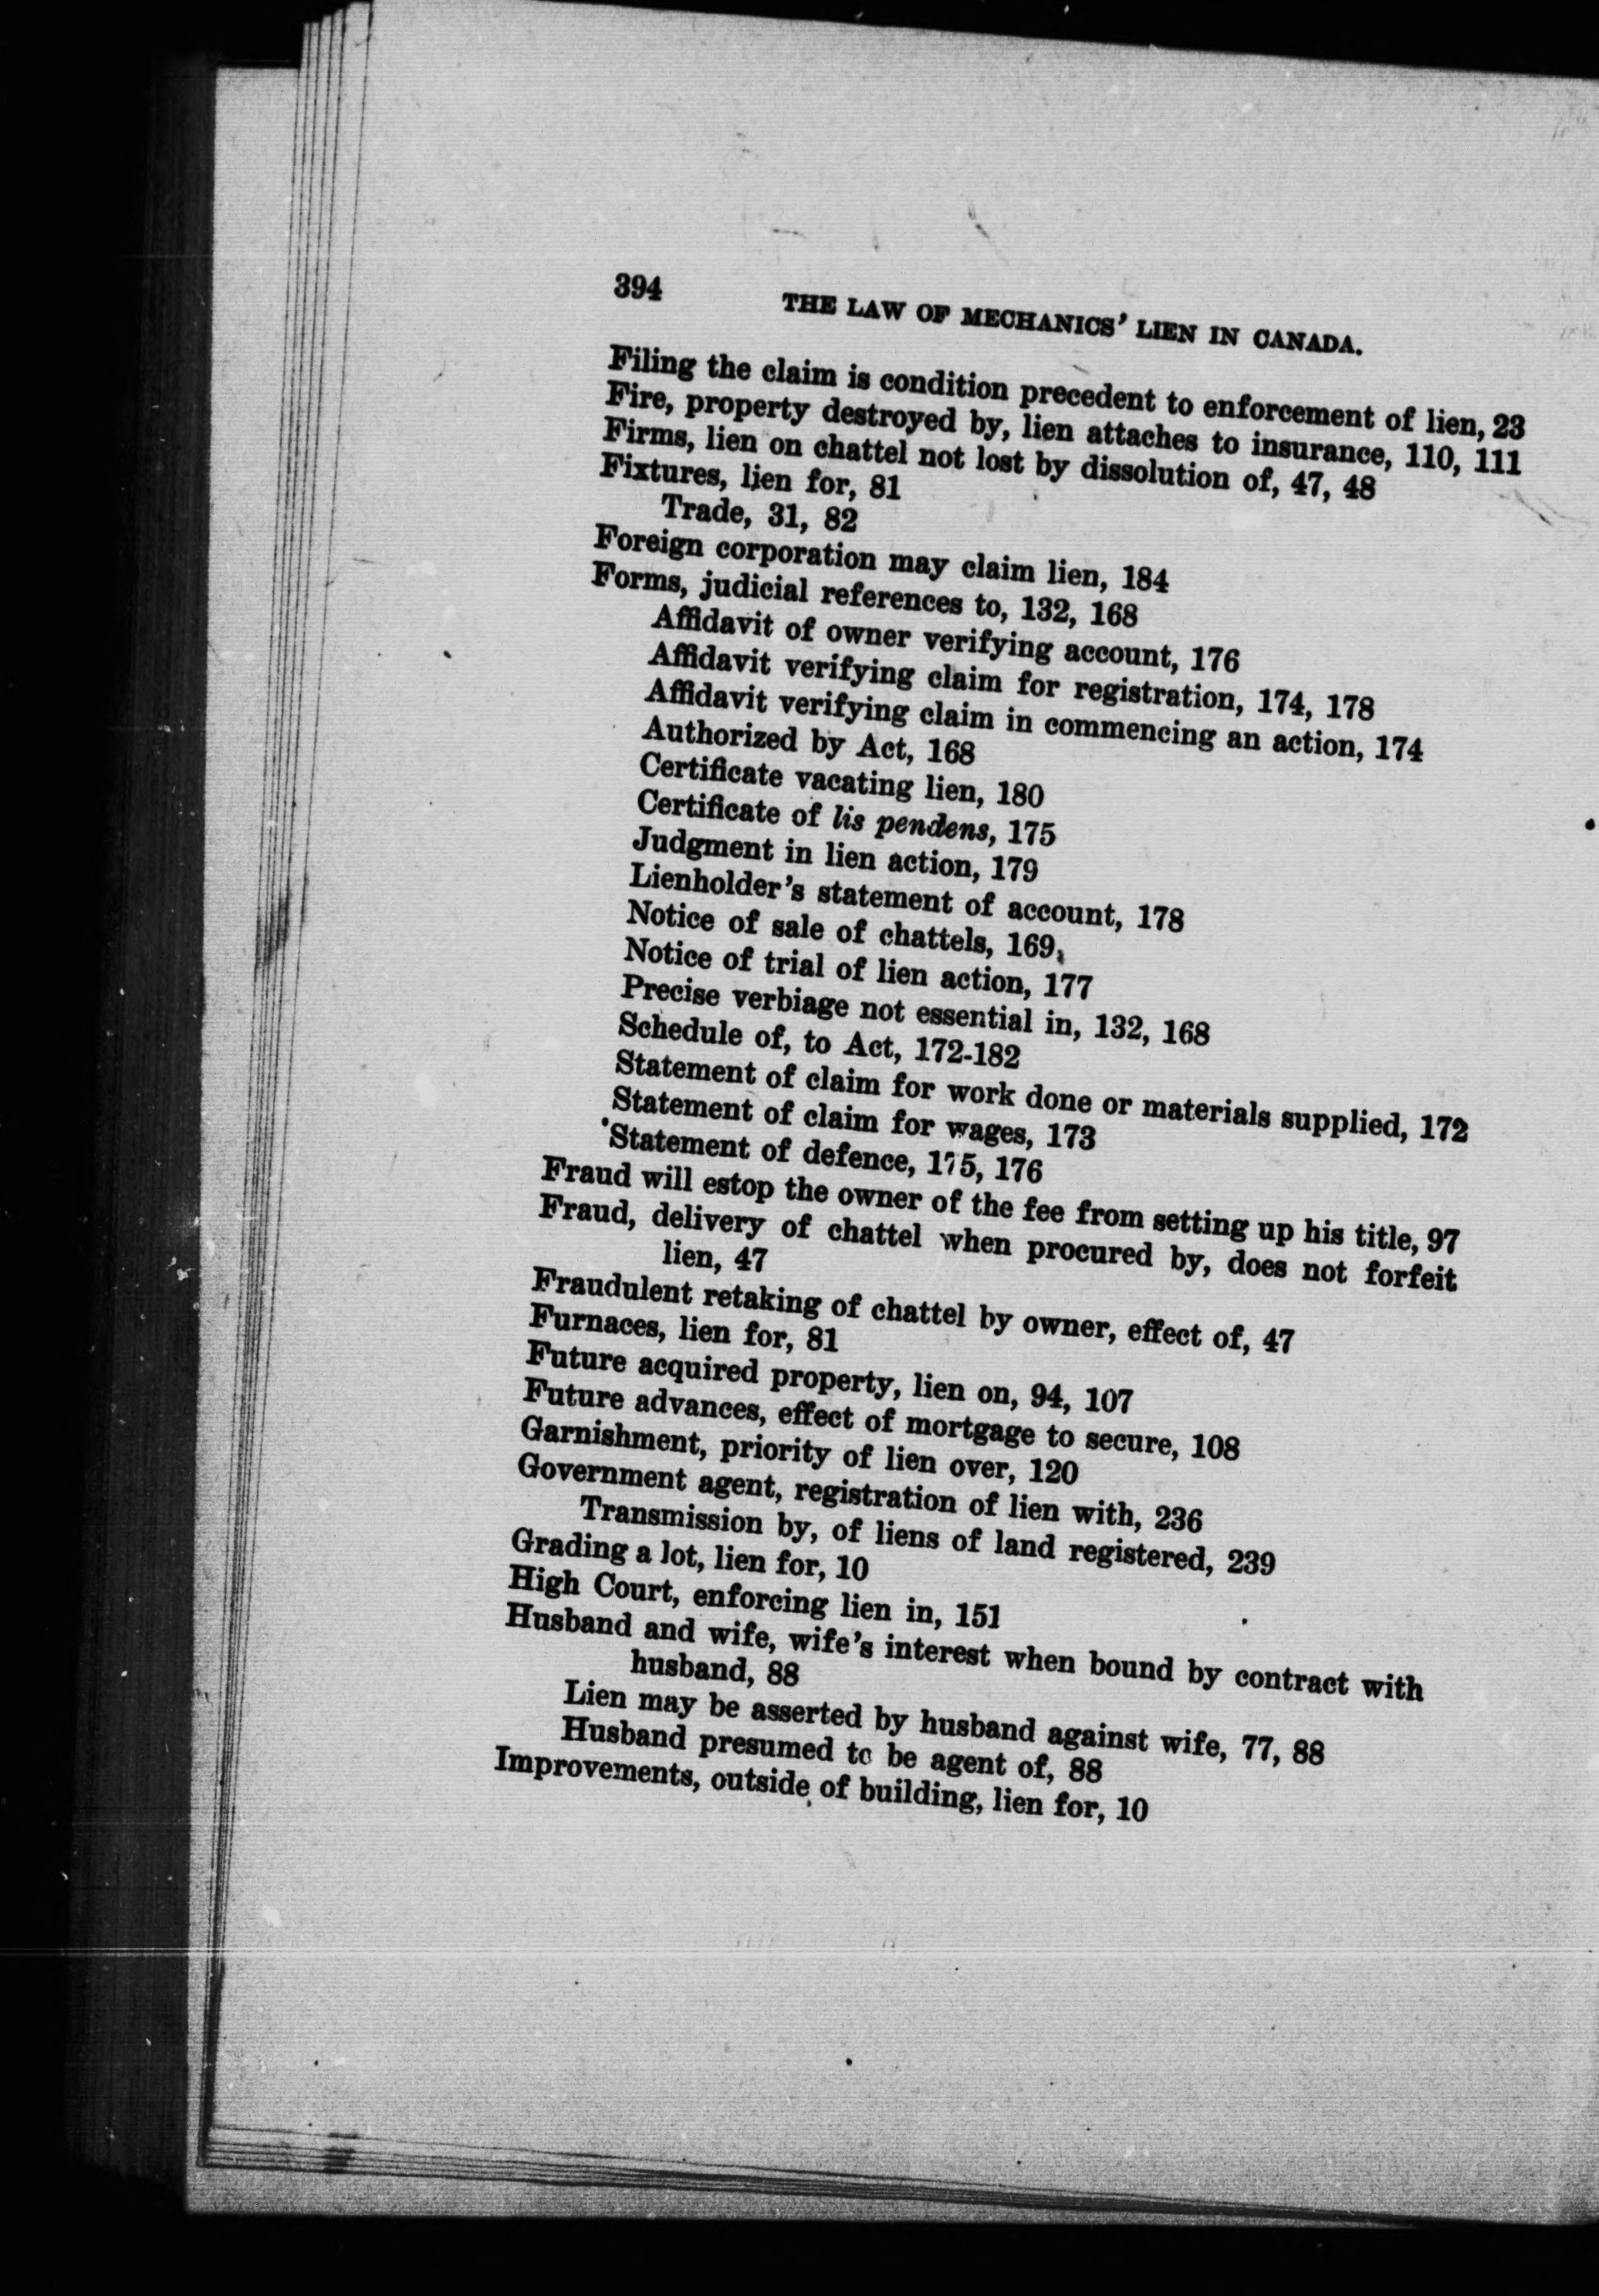 394
THE LAW OF MECHANICS' LIEN IN CANADA.
Filing the claim is condition precedent to enforcement of lien, 23
Fire, property destroyed by, lien attaches to insurance, 110, 111
Firms, lien on chattel not lost by dissolution of, 47, 48
Fixtures, lien for, 81
Trade, 31, 82
Foreign corporation may claim lien, 184
Forms, judicial references to, 132, 168
Affidavit of owner verifying account, 176
Affidavit verifying claim for registration, 174, 178
Affidavit verifying claim in commencing an action, 174
Authorized by Act, 168
Certificate vacating lien, 180
Certificate of lis pendens, 175
Judgment in lien action, 179
Lienholder's statement of account, 178
Notice of sale of chattels, 169,
Notice of trial of lien action, 177
Precise verbiage not essential in, 132, 168
Schedule of, to Act, 172-182
Statement of claim for work done or materials supplied, 172
Statement of claim for wages, 173
Statement of defence, 175, 176
Fraud will estop the owner of the fee from setting up his title, 97
Fraud, delivery of chattel when procured by, does not forfeit
lien, 47
Fraudulent retaking of chattel by owner, effect of, 47
Furnaces, lien for, 81
Future acquired property, lien on, 94, 107
Future advances, effect of mortgage to secure, 108
Garnishment, priority of lien over, 120
Government agent, registration of lien with, 236
Transmission by, of liens of land registered, 239
Grading a lot, lien for, 10
High Court, enforcing lien in, 151
Husband and wife, wife's interest when bound by contract with
husband, 88
Lien may be asserted by husband against wife, 77, 88
Husband presumed to be agent of, 88
Improvements, outside of building, lien for, 10